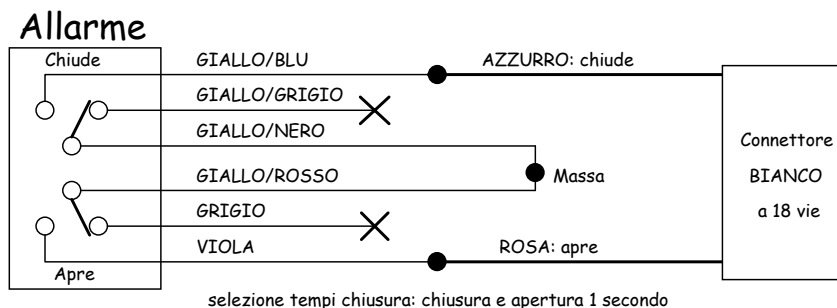 Allarme
Chiude
GIALLO/BLU
AZZURRO: chiude
GIALLO/GRIGIO
GIALLO/NERO
Connettore
BIANCO
a 18 vie
GIALLO/ROSSO
Massa
GRIGIO
VIOLA
ROSA: apre
Apre
selezione tempi chiusura: chiusura e apertura 1 secondo